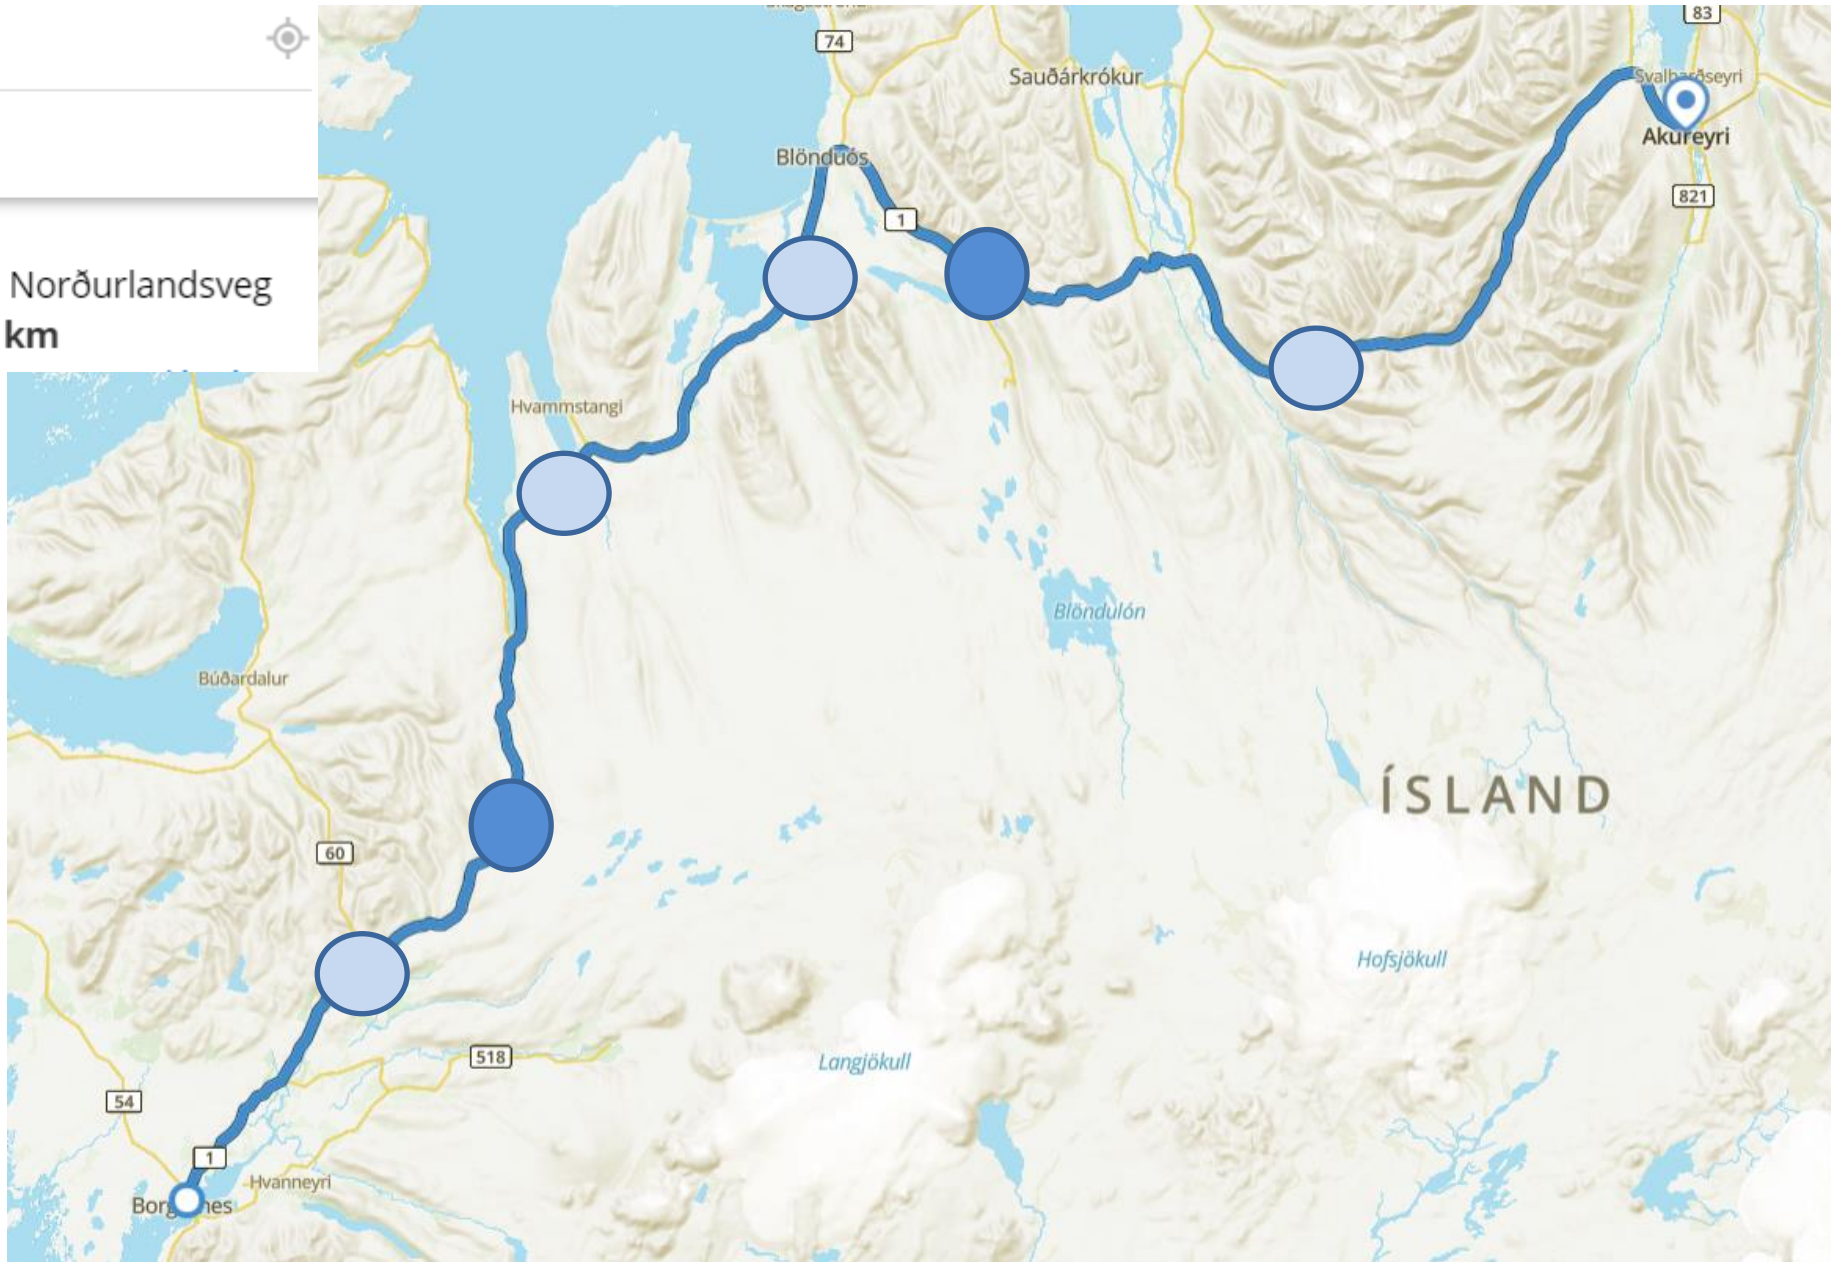 Norðurlandsveg
km
74
83
Sauðárkrókur
Svalbarðseyri
Akureyri
Blönduós
821
1
Hvammstangi
Blöndulón
Búðardalur
ÍSLAND
60
Hofsjökull
518
Langjökull
54
1
Hvanneyri